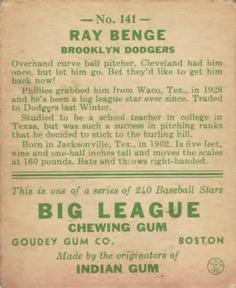 — No. 141 —
RAY BENGE
BROOKLYN DODGERS
Overhand curve ball pitcher. Cleveland had him
once, but let him go. Bet they'd like to get him
back now!
Phillies grabbed him from Waco, Tex., in 1928
and he's been a big league star ever since. Traded
to Dodgers last Winter.
Studied to be a school teacher in college in
Texas, but was such a success in pitching ranks
that he decided to stick to the hurling hill.
Born in Jacksonville, Tex., in 1902. Is five feet,
nine and one-half inches tall and moves the scales
at 160 pounds. Bats and throws right-handed.
This is one of a series of 240 Baseball Stars
BIG LEAGUE
CHEWING GUM
GOUDEY GUM CO. BOSTON
Made by the originators of
INDIAN GUM